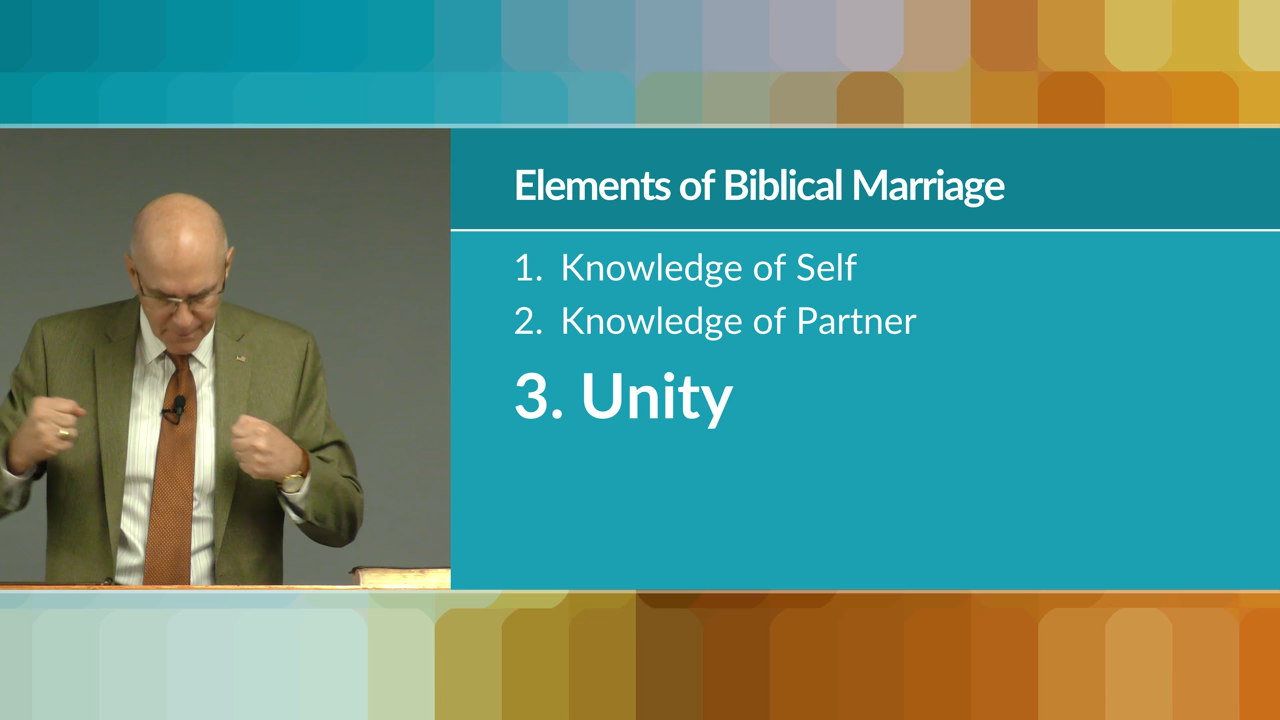 Elements of Biblical Marriage
1. Knowledge of Self
2. Knowledge of Partner
3. Unity